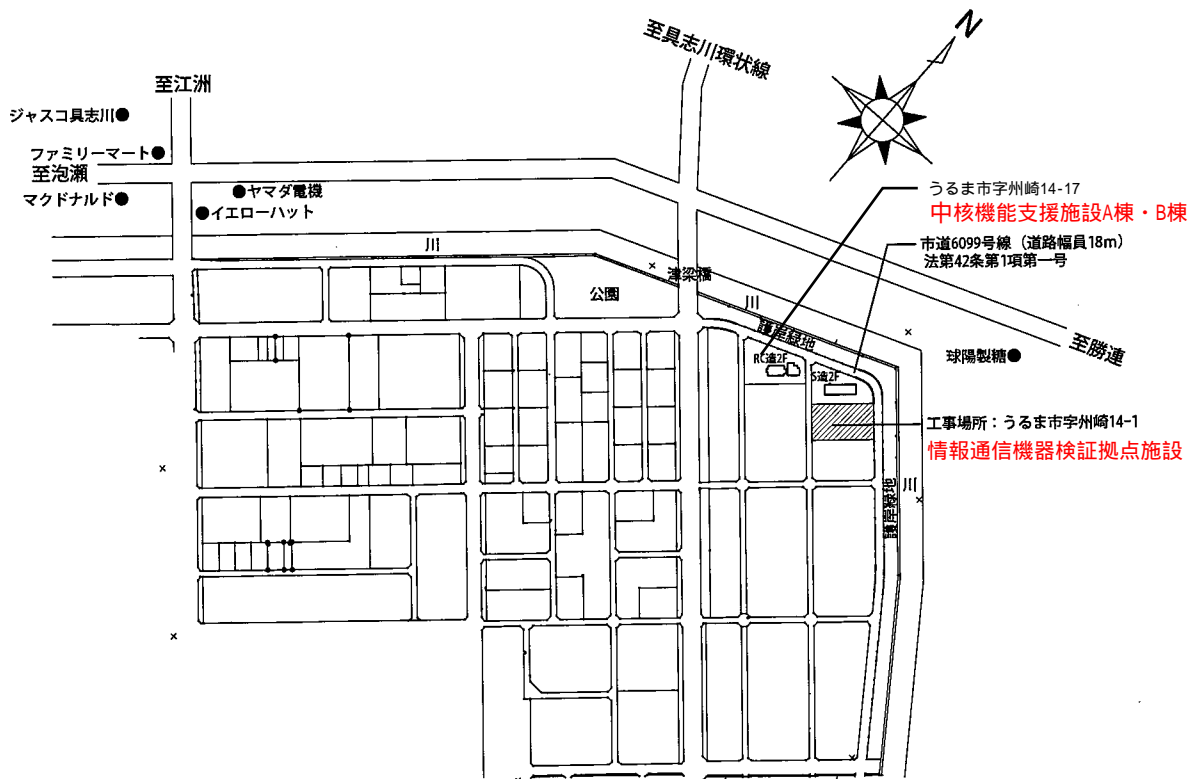 N
至具志川環状線
至江洲
ジャスコ具志川●
ファミリーマート●
至泡瀬
マクドナルド●
●ヤマダ電機
●イエローハット
うるま市字州崎14-17
中核機能支援施設A棟・B棟
市道6099号線（道路幅員18m）
法第42条第1項第一号
川
津梁橋
公園
川
護岸緑地
至勝連
球陽製糖●
RC造2F
S造2F
工事場所：うるま市字州崎14-1
情報通信機器検証拠点施設
川
護岸緑地